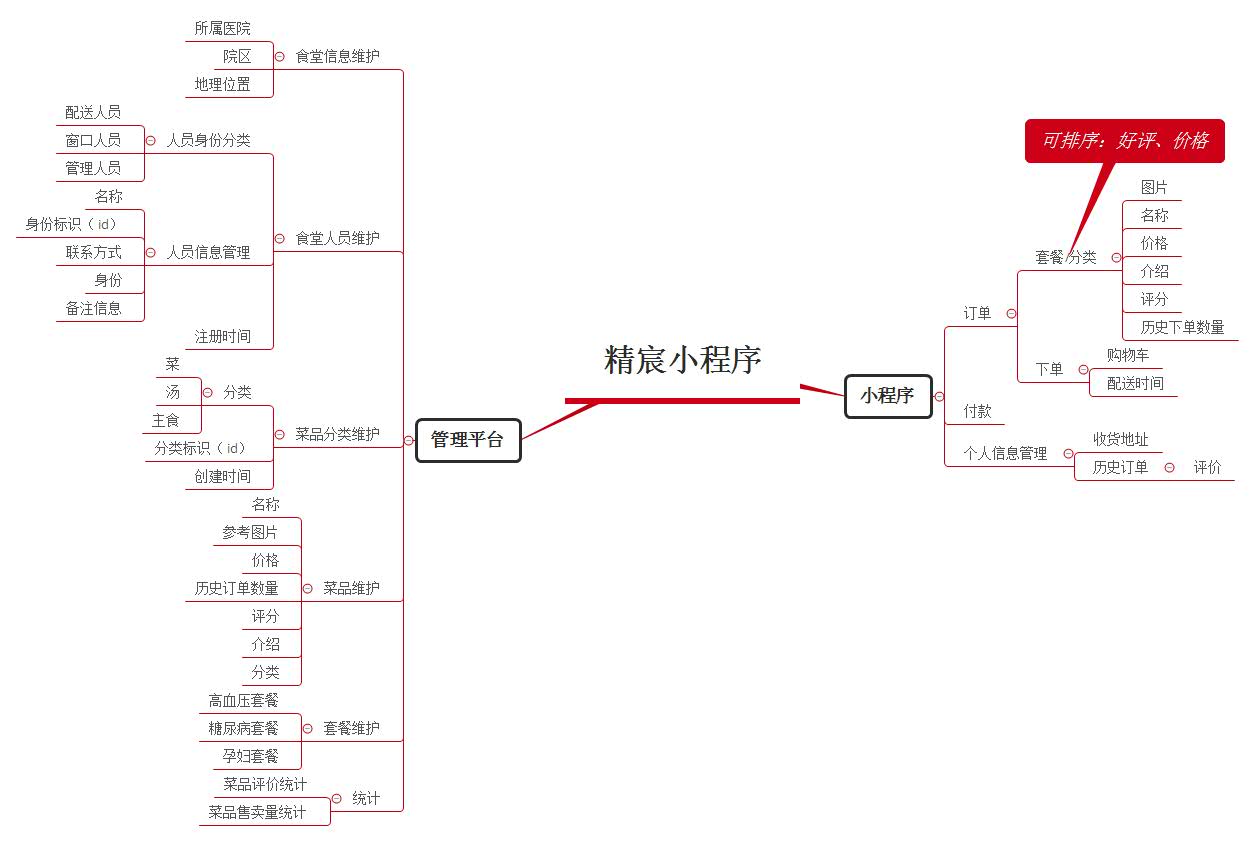 精宸小程序
管理平台
食堂信息维护
所属医院
院区
地理位置
食堂人员维护
人员身份分类
配送人员
窗口人员
管理人员
人员信息管理
名称
身份标识（id）
联系方式
身份
备注信息
注册时间
菜品分类维护
分类
菜
汤
主食
分类标识（id）
创建时间
菜品维护
名称
参考图片
价格
历史订单数量
评分
介绍
分类
套餐维护
高血压套餐
糖尿病套餐
孕妇套餐
统计
菜品评价统计
菜品售卖量统计
小程序
订单
套餐/分类
可排序：好评、价格
图片
名称
价格
介绍
评分
历史下单数量
下单
购物车
配送时间
付款
个人信息管理
收货地址
历史订单
评价